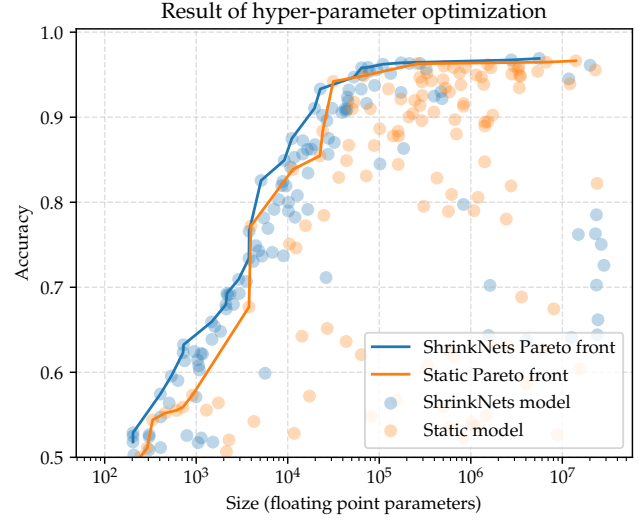 Result of hyper-parameter optimization
1.0
0.9
0.8
0.7
0.6
0.5
Accuracy
ShrinkNets Pareto front
Static Pareto front
ShrinkNets model
Static model
10² 10³ 10⁴ 10⁵ 10⁶ 10⁷
Size (floating point parameters)